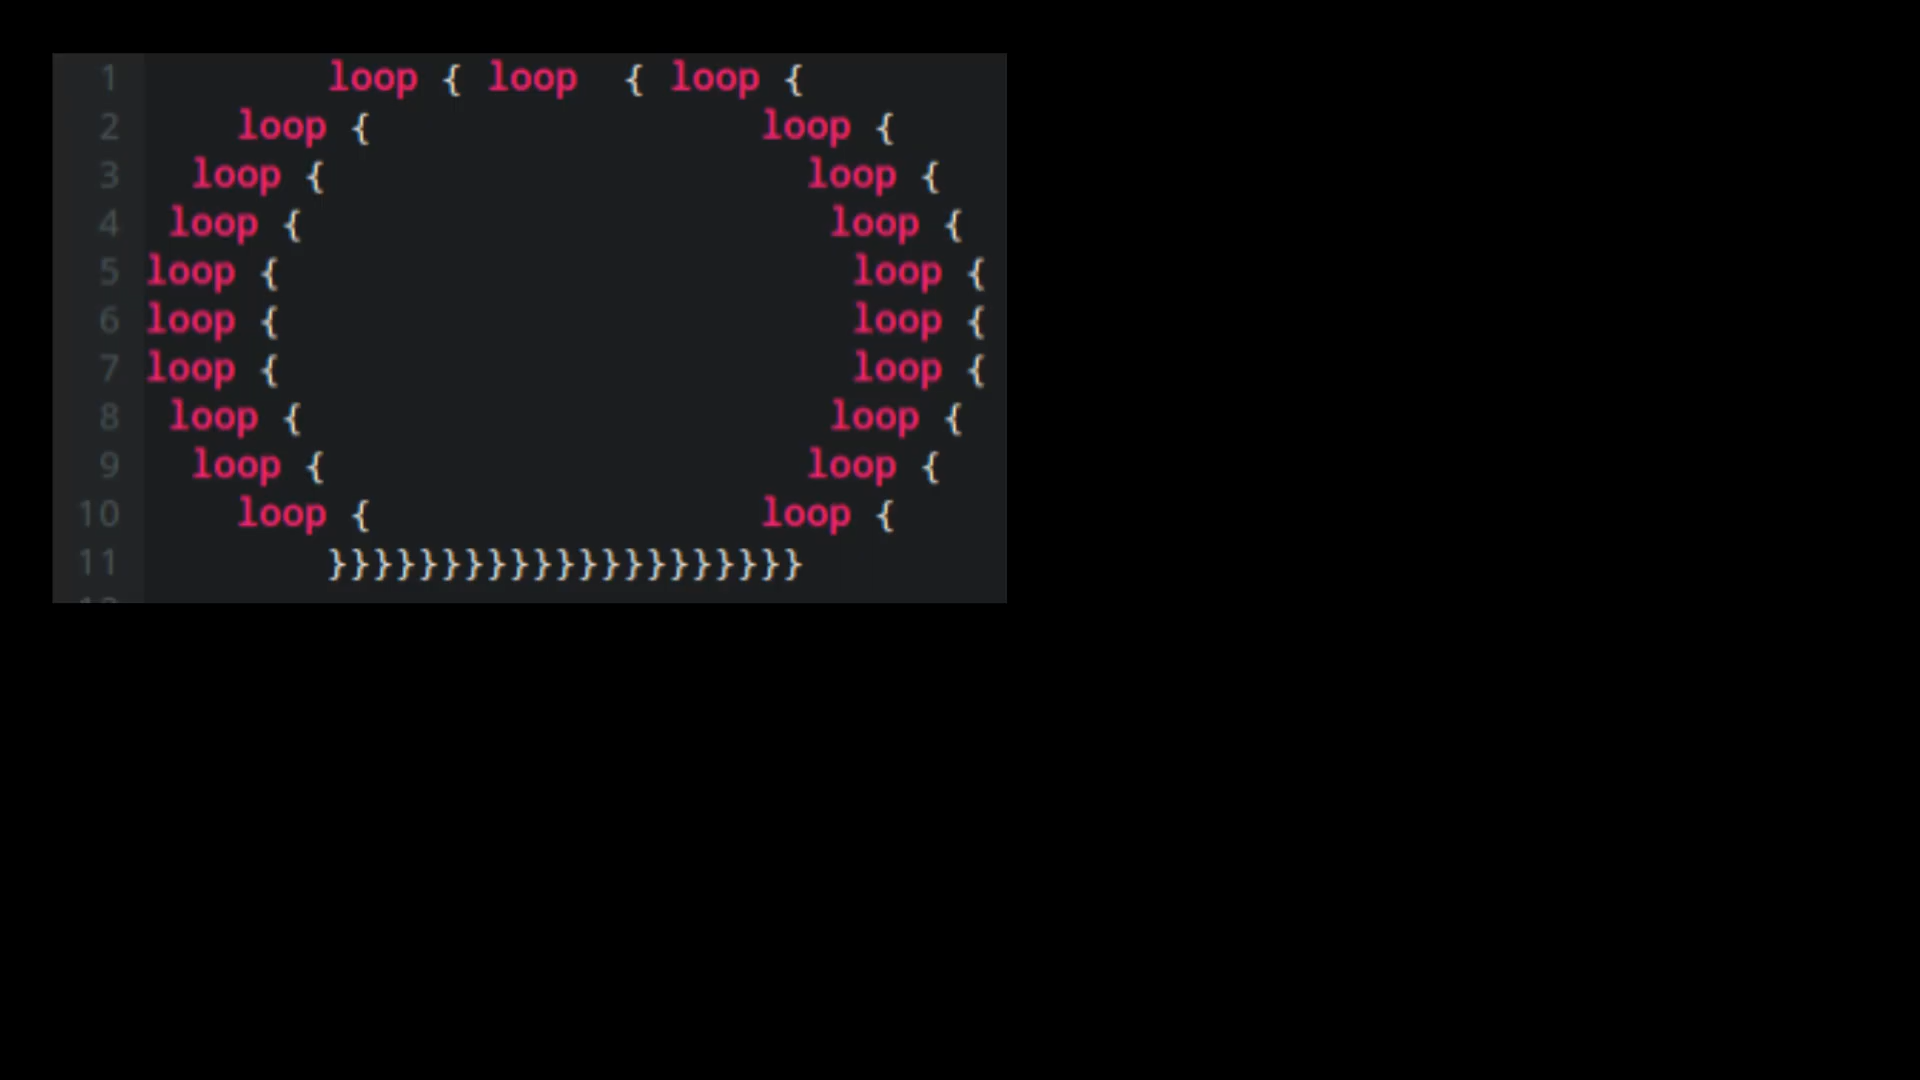 1         loop { loop  { loop {
2     loop {                 loop {
3   loop {                     loop {
4  loop {                       loop {
5 loop {                         loop {
6 loop {                         loop {
7 loop {                         loop {
8  loop {                       loop {
9   loop {                     loop {
10     loop {                 loop {
11         }}}}}}}}}}}}}}}}}}}}}